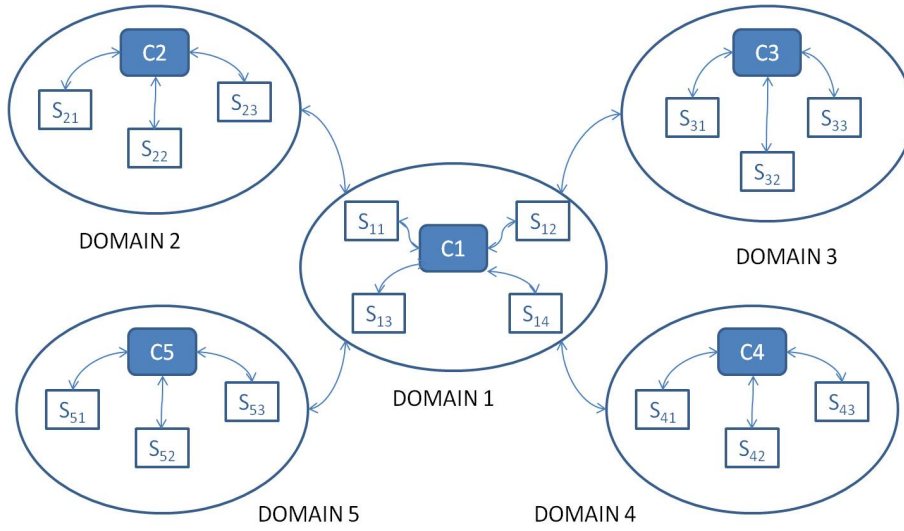 C2
S21
S22
S23
DOMAIN 2
C3
S31
S32
S33
DOMAIN 3
S11
S12
C1
S13
S14
DOMAIN 1
C5
S51
S52
S53
DOMAIN 5
C4
S41
S42
S43
DOMAIN 4